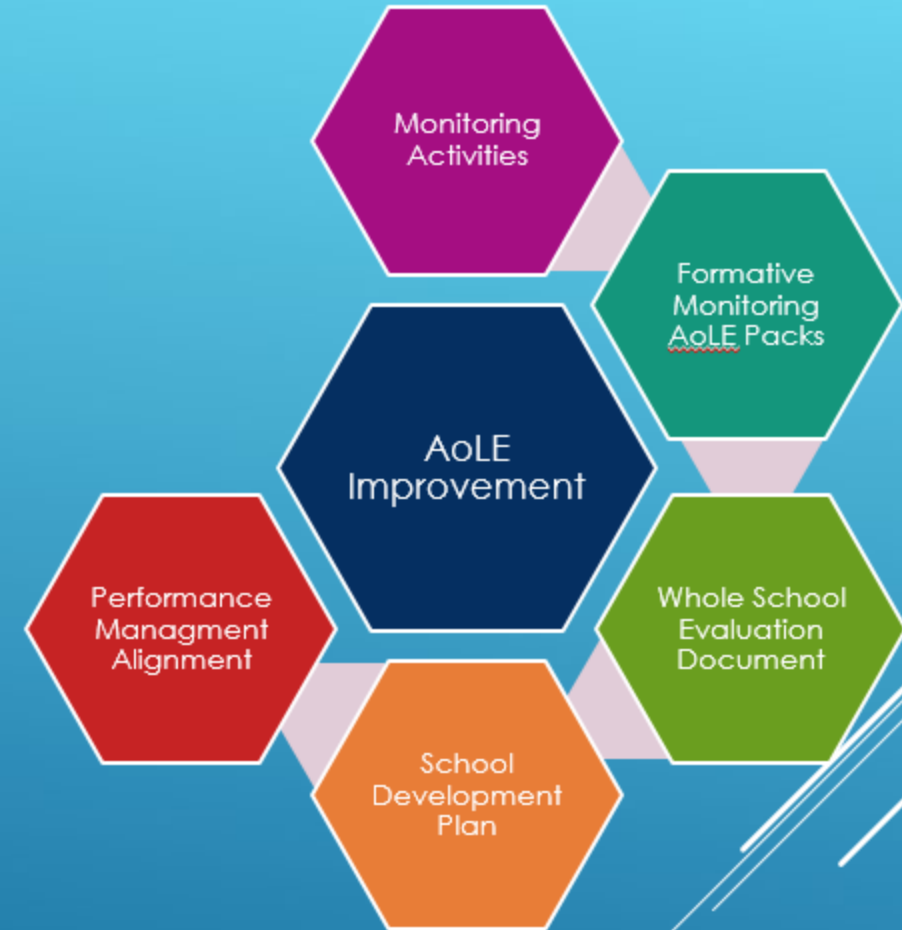 Monitoring
Activities
Formative
Monitoring
AoLE Packs
AoLE
Improvement
Performance
Managment
Alignment
Whole School
Evaluation
Document
School
Development
Plan